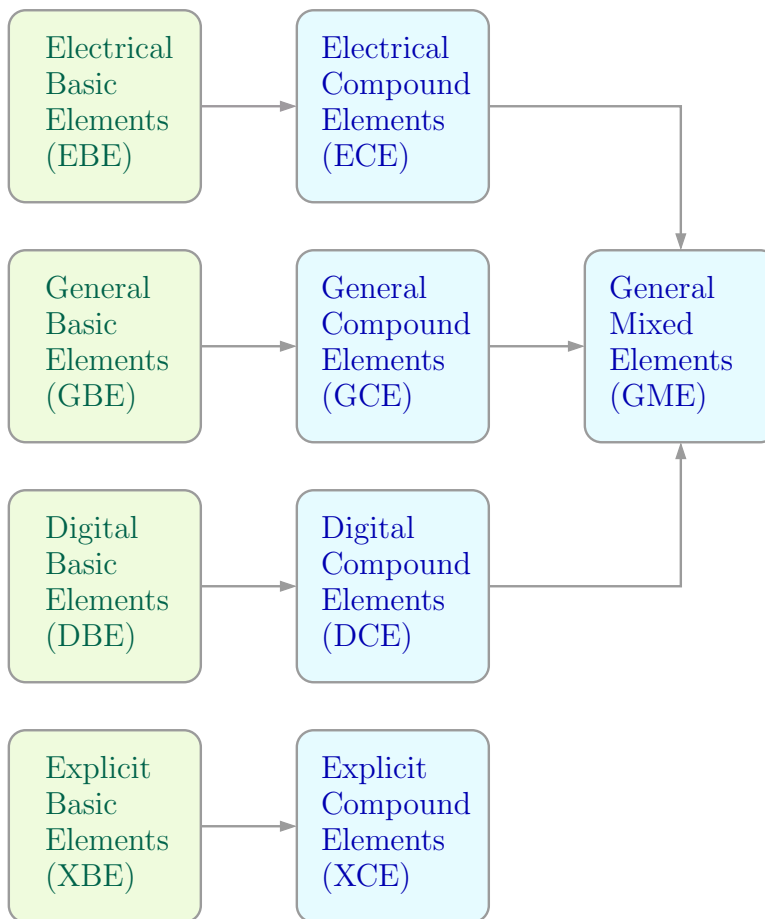 Electrical
Basic
Elements
(EBE)
Electrical
Compound
Elements
(ECE)
General
Basic
Elements
(GBE)
General
Compound
Elements
(GCE)
General
Mixed
Elements
(GME)
Digital
Basic
Elements
(DBE)
Digital
Compound
Elements
(DCE)
Explicit
Basic
Elements
(XBE)
Explicit
Compound
Elements
(XCE)